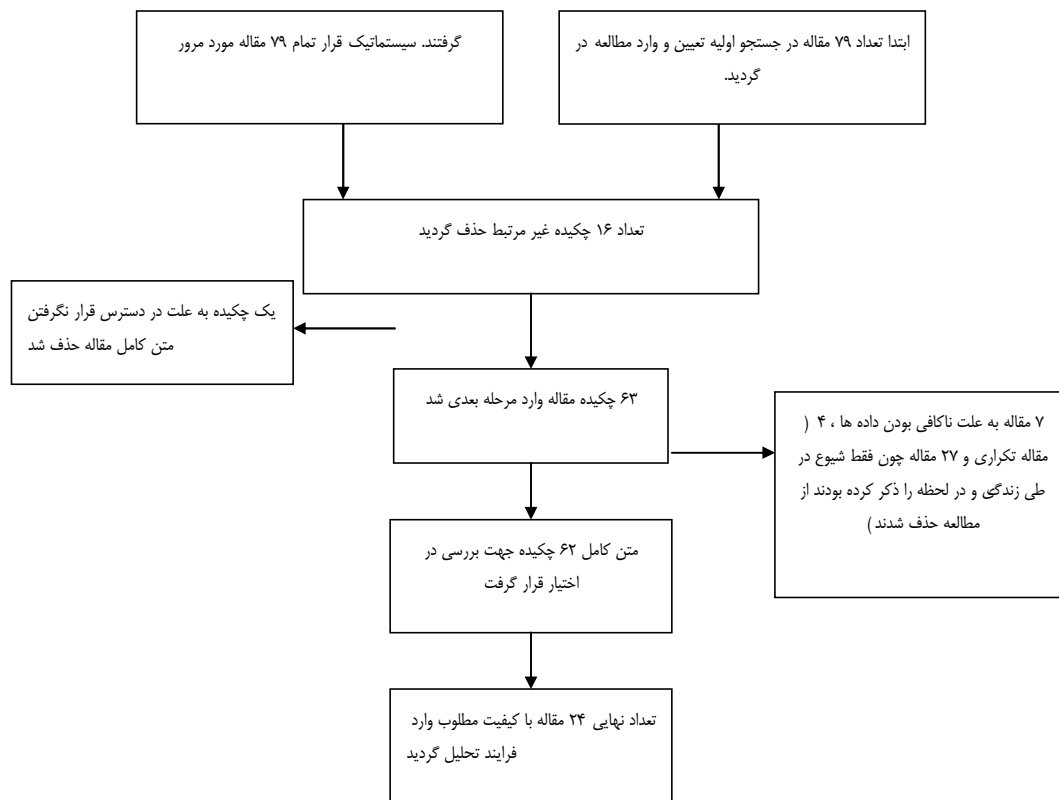 ابتدا تعداد ۷۹ مقاله در جستجو اولیه تعیین و وارد مطالعه در
گردید.
گرفتند. سیستماتیک قرار تمام ۷۹ مقاله مورد مرور
تعداد ۱۶ چکیده غیر مرتبط حذف گردید
یک چکیده به علت در دسترس قرار نگرفتن
متن کامل مقاله حذف شد
۶۳ چکیده مقاله وارد مرحله بعدی شد
۷ مقاله به علت ناکافی بودن داده ها ، ۴ (
مقاله تکراری و ۲۷ مقاله چون فقط شیوع در
طی زندگی و در لحظه را ذکر کرده بودند از
مطالعه حذف شدند)
متن کامل ۶۲ چکیده جهت بررسی در
اختیار قرار گرفت
تعداد نهایی ۲۴ مقاله با کیفیت مطلوب وارد
فرایند تحلیل گردید